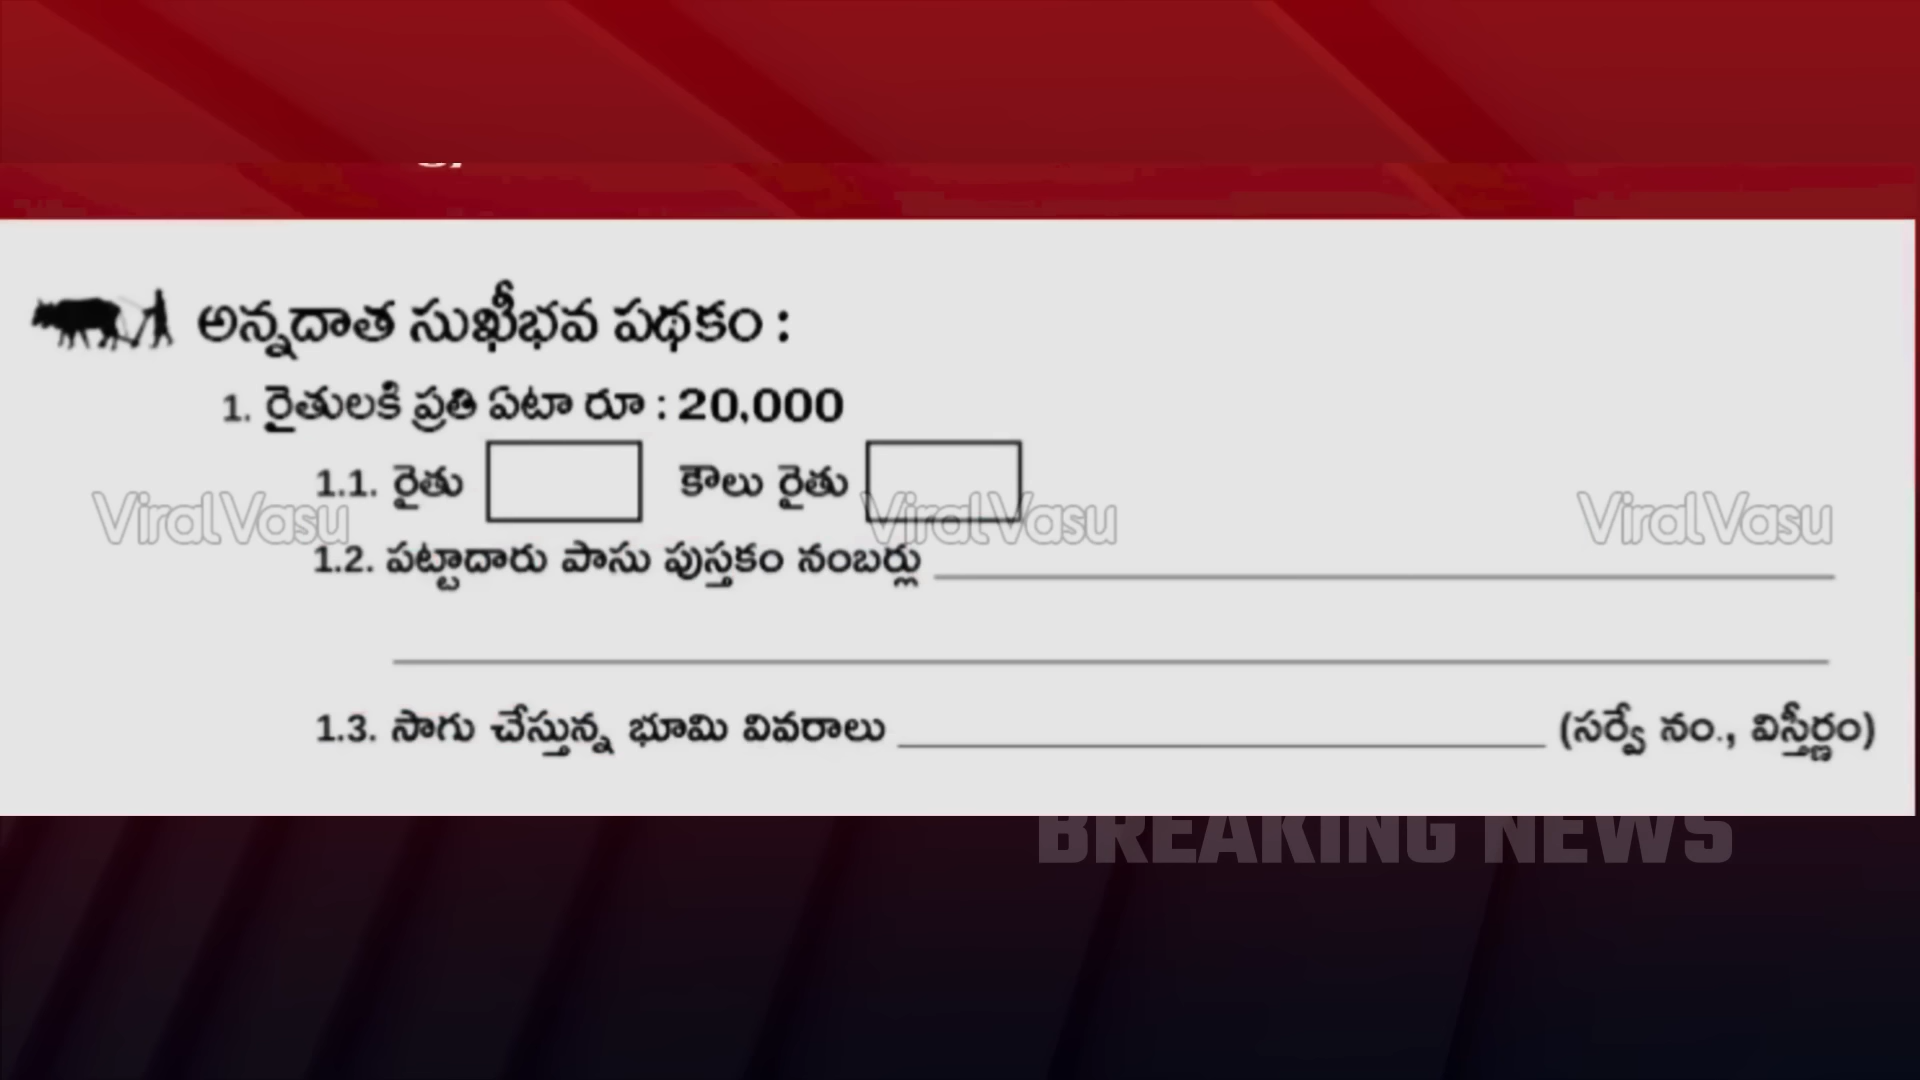 అన్నదాత సుఖీభవ పథకం :
1. రైతులకి ప్రతి ఏటా రూ : 20,000
1.1. రైతు కౌలు రైతు
ViralVasu ViralVasu ViralVasu
1.2. పట్టాదారు పాసు పుస్తకం నంబర్లు
1.3. సాగు చేస్తున్న భూమి వివరాలు (సర్వే నం., విస్తీర్ణం)
BREAKING NEWS